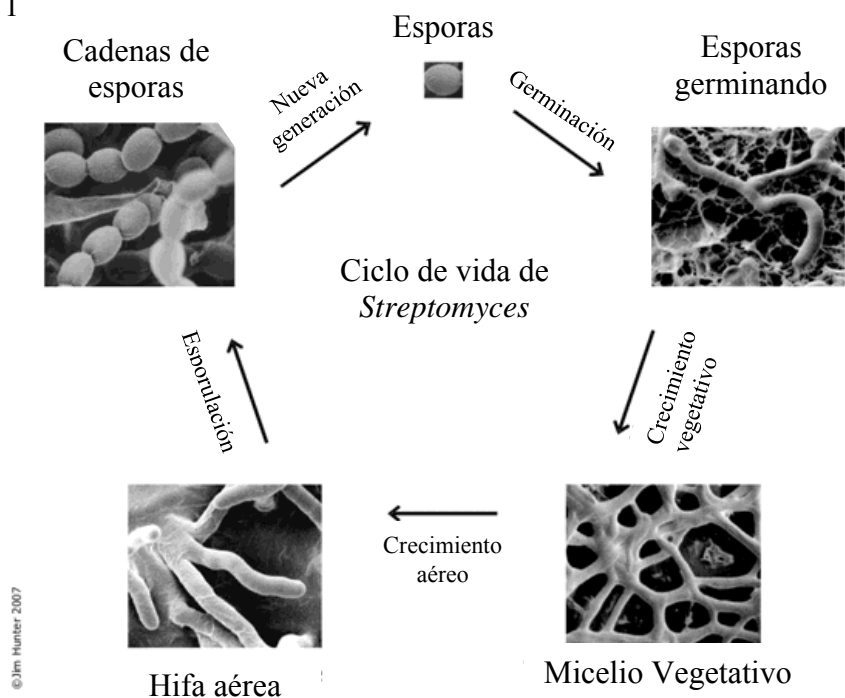 1
Esporas
Cadenas de
esporas
Nueva
generación
Germinación
Esporas
germinando
Ciclo de vida de
Streptomyces
Esporulación
Crecimiento
vegetativo
Crecimiento
aéreo
Hifa aérea
Micelio Vegetativo
©Jim Hunter 2007